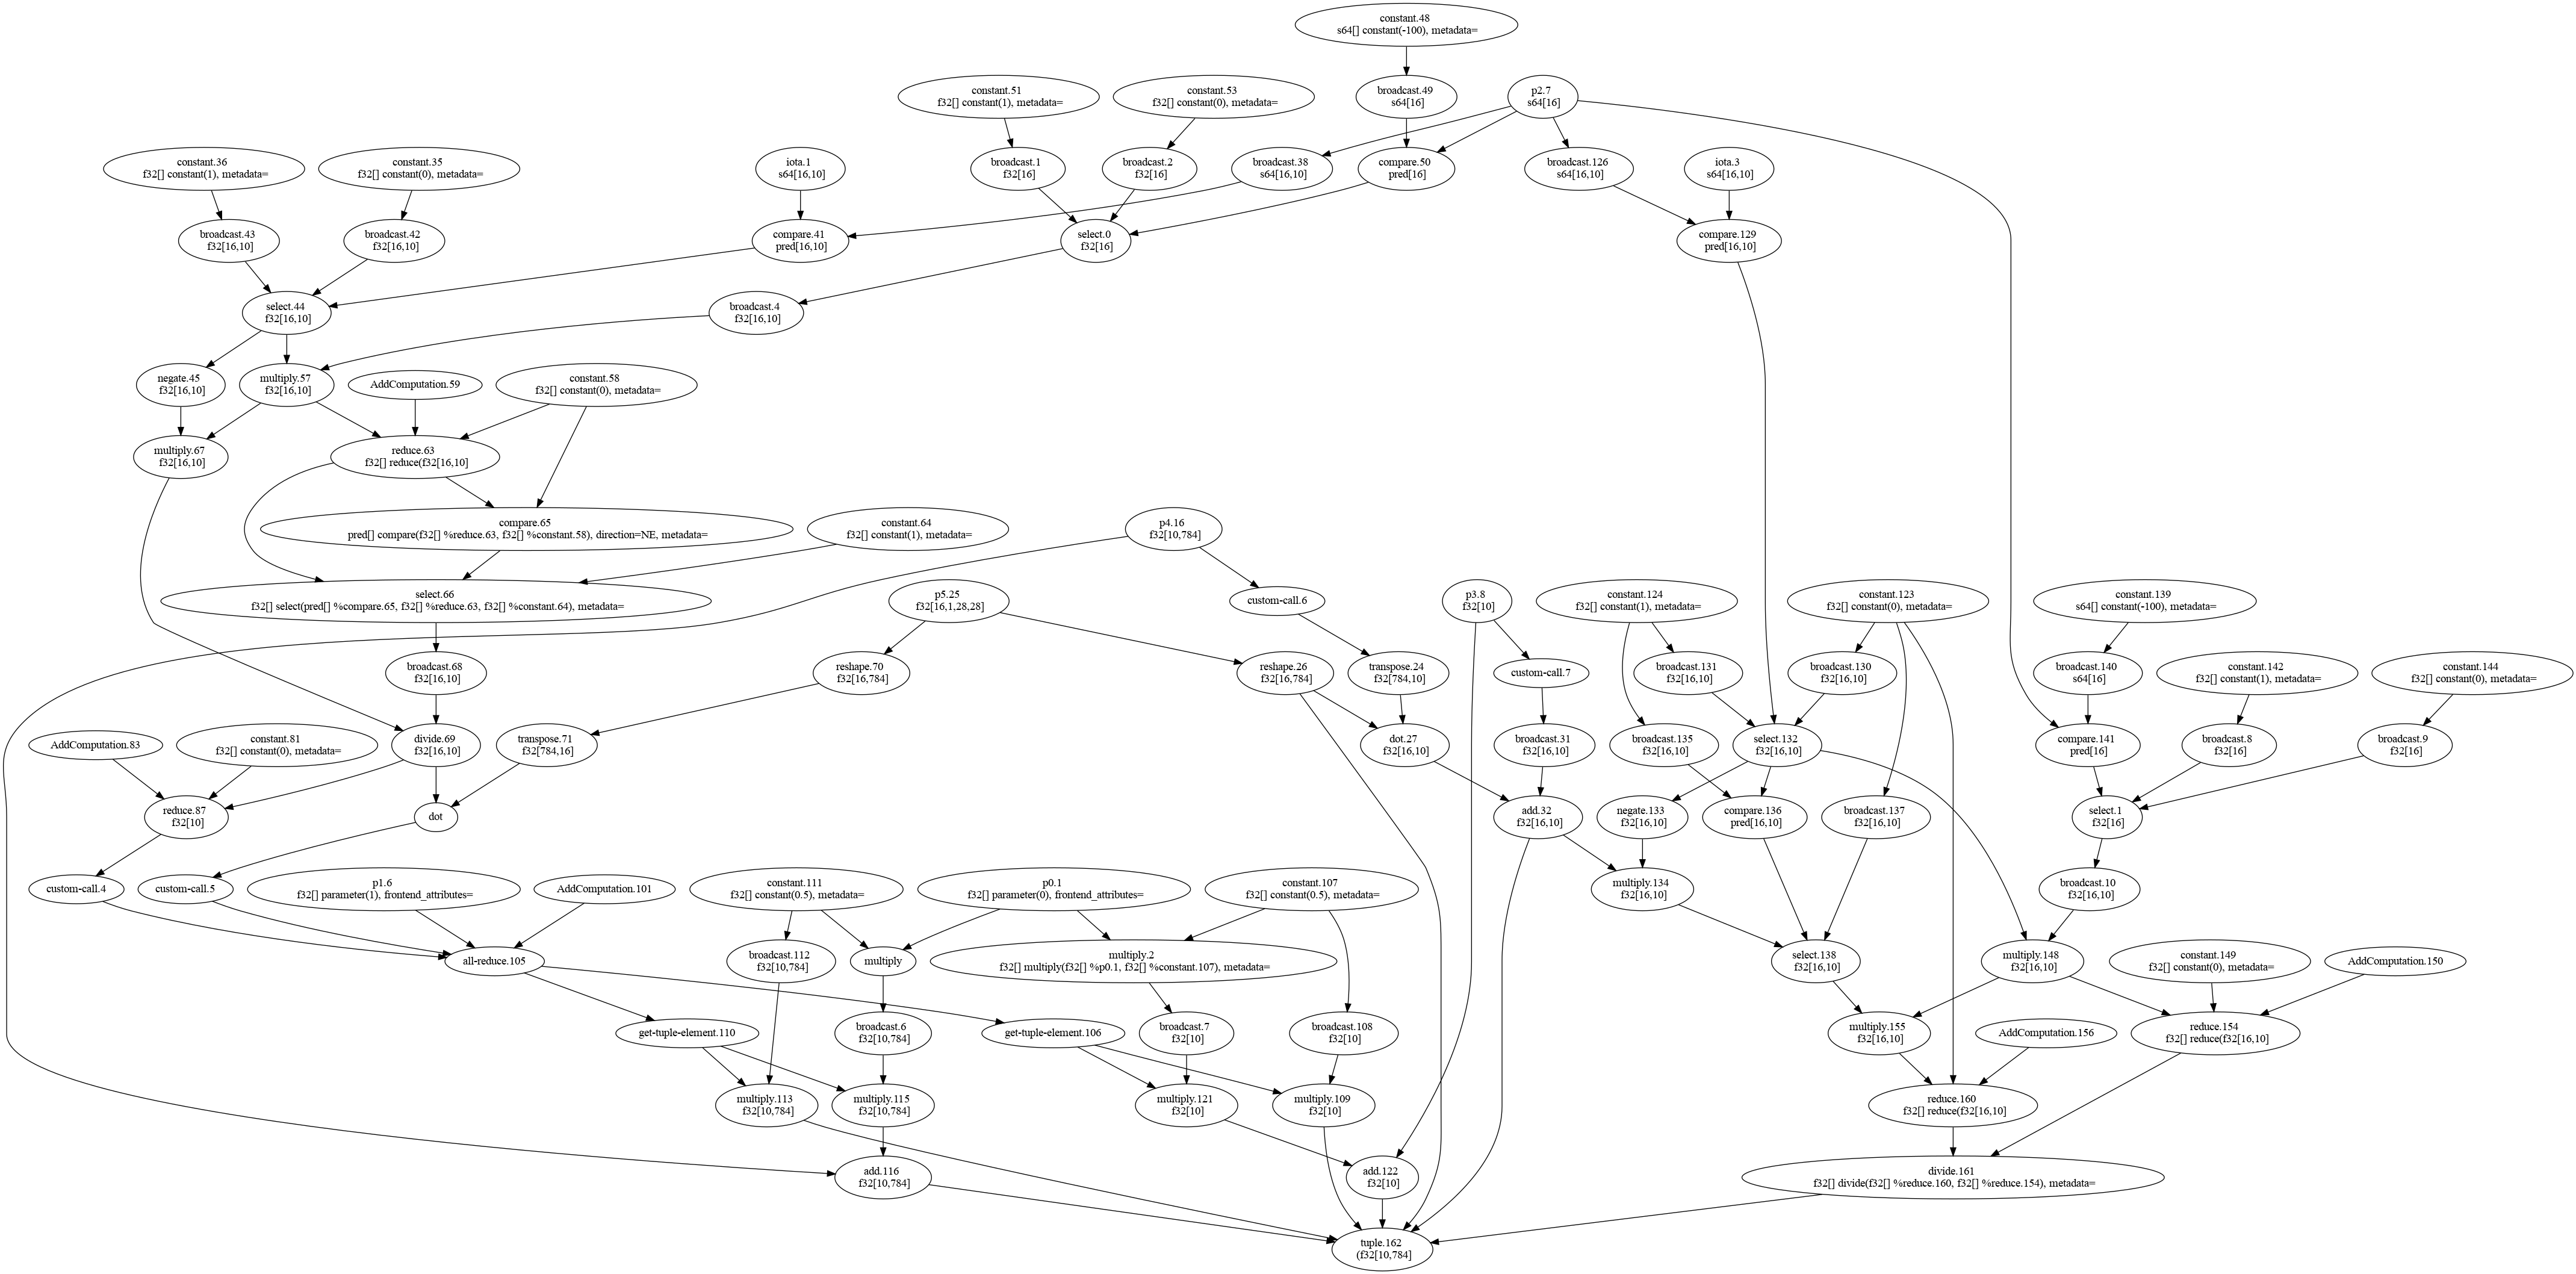 constant.48
s64[] constant(-100), metadata=
constant.51
f32[] constant(1), metadata=
constant.53
f32[] constant(0), metadata=
broadcast.49
s64[16]
p2.7
s64[16]
constant.36
f32[] constant(1), metadata=
constant.35
f32[] constant(0), metadata=
iota.1
s64[16,10]
broadcast.1
f32[16]
broadcast.2
f32[16]
broadcast.38
s64[16,10]
compare.50
pred[16]
broadcast.126
s64[16,10]
iota.3
s64[16,10]
broadcast.43
f32[16,10]
broadcast.42
f32[16,10]
compare.41
pred[16,10]
select.0
f32[16]
compare.129
pred[16,10]
select.44
f32[16,10]
broadcast.4
f32[16,10]
negate.45
f32[16,10]
multiply.57
f32[16,10]
AddComputation.59
constant.58
f32[] constant(0), metadata=
multiply.67
f32[16,10]
reduce.63
f32[] reduce(f32[16,10]
compare.65
pred[] compare(f32[] %reduce.63, f32[] %constant.58), direction=NE, metadata=
constant.64
f32[] constant(1), metadata=
p4.16
f32[10,784]
select.66
f32[] select(pred[] %compare.65, f32[] %reduce.63, f32[] %constant.64), metadata=
p5.25
f32[16,1,28,28]
custom-call.6
p3.8
f32[10]
constant.124
f32[] constant(1), metadata=
constant.123
f32[] constant(0), metadata=
constant.139
s64[] constant(-100), metadata=
broadcast.68
f32[16,10]
reshape.70
f32[16,784]
reshape.26
f32[16,784]
transpose.24
f32[784,10]
custom-call.7
broadcast.131
f32[16,10]
broadcast.130
f32[16,10]
broadcast.140
s64[16]
constant.142
f32[] constant(1), metadata=
constant.144
f32[] constant(0), metadata=
AddComputation.83
constant.81
f32[] constant(0), metadata=
divide.69
f32[16,10]
transpose.71
f32[784,16]
dot.27
f32[16,10]
broadcast.31
f32[16,10]
broadcast.135
f32[16,10]
select.132
f32[16,10]
compare.141
pred[16]
broadcast.8
f32[16]
broadcast.9
f32[16]
reduce.87
f32[10]
dot
add.32
f32[16,10]
negate.133
f32[16,10]
compare.136
pred[16,10]
broadcast.137
f32[16,10]
select.1
f32[16]
custom-call.4
custom-call.5
p1.6
f32[] parameter(1), frontend_attributes=
AddComputation.101
constant.111
f32[] constant(0.5), metadata=
p0.1
f32[] parameter(0), frontend_attributes=
constant.107
f32[] constant(0.5), metadata=
multiply.134
f32[16,10]
broadcast.10
f32[16,10]
all-reduce.105
broadcast.112
f32[10,784]
multiply
multiply.2
f32[] multiply(f32[] %p0.1, f32[] %constant.107), metadata=
select.138
f32[16,10]
multiply.148
f32[16,10]
constant.149
f32[] constant(0), metadata=
AddComputation.150
get-tuple-element.110
broadcast.6
f32[10,784]
get-tuple-element.106
broadcast.7
f32[10]
broadcast.108
f32[10]
multiply.155
f32[16,10]
AddComputation.156
reduce.154
f32[] reduce(f32[16,10]
multiply.113
f32[10,784]
multiply.115
f32[10,784]
multiply.121
f32[10]
multiply.109
f32[10]
reduce.160
f32[] reduce(f32[16,10]
add.116
f32[10,784]
add.122
f32[10]
divide.161
f32[] divide(f32[] %reduce.160, f32[] %reduce.154), metadata=
tuple.162
(f32[10,784]